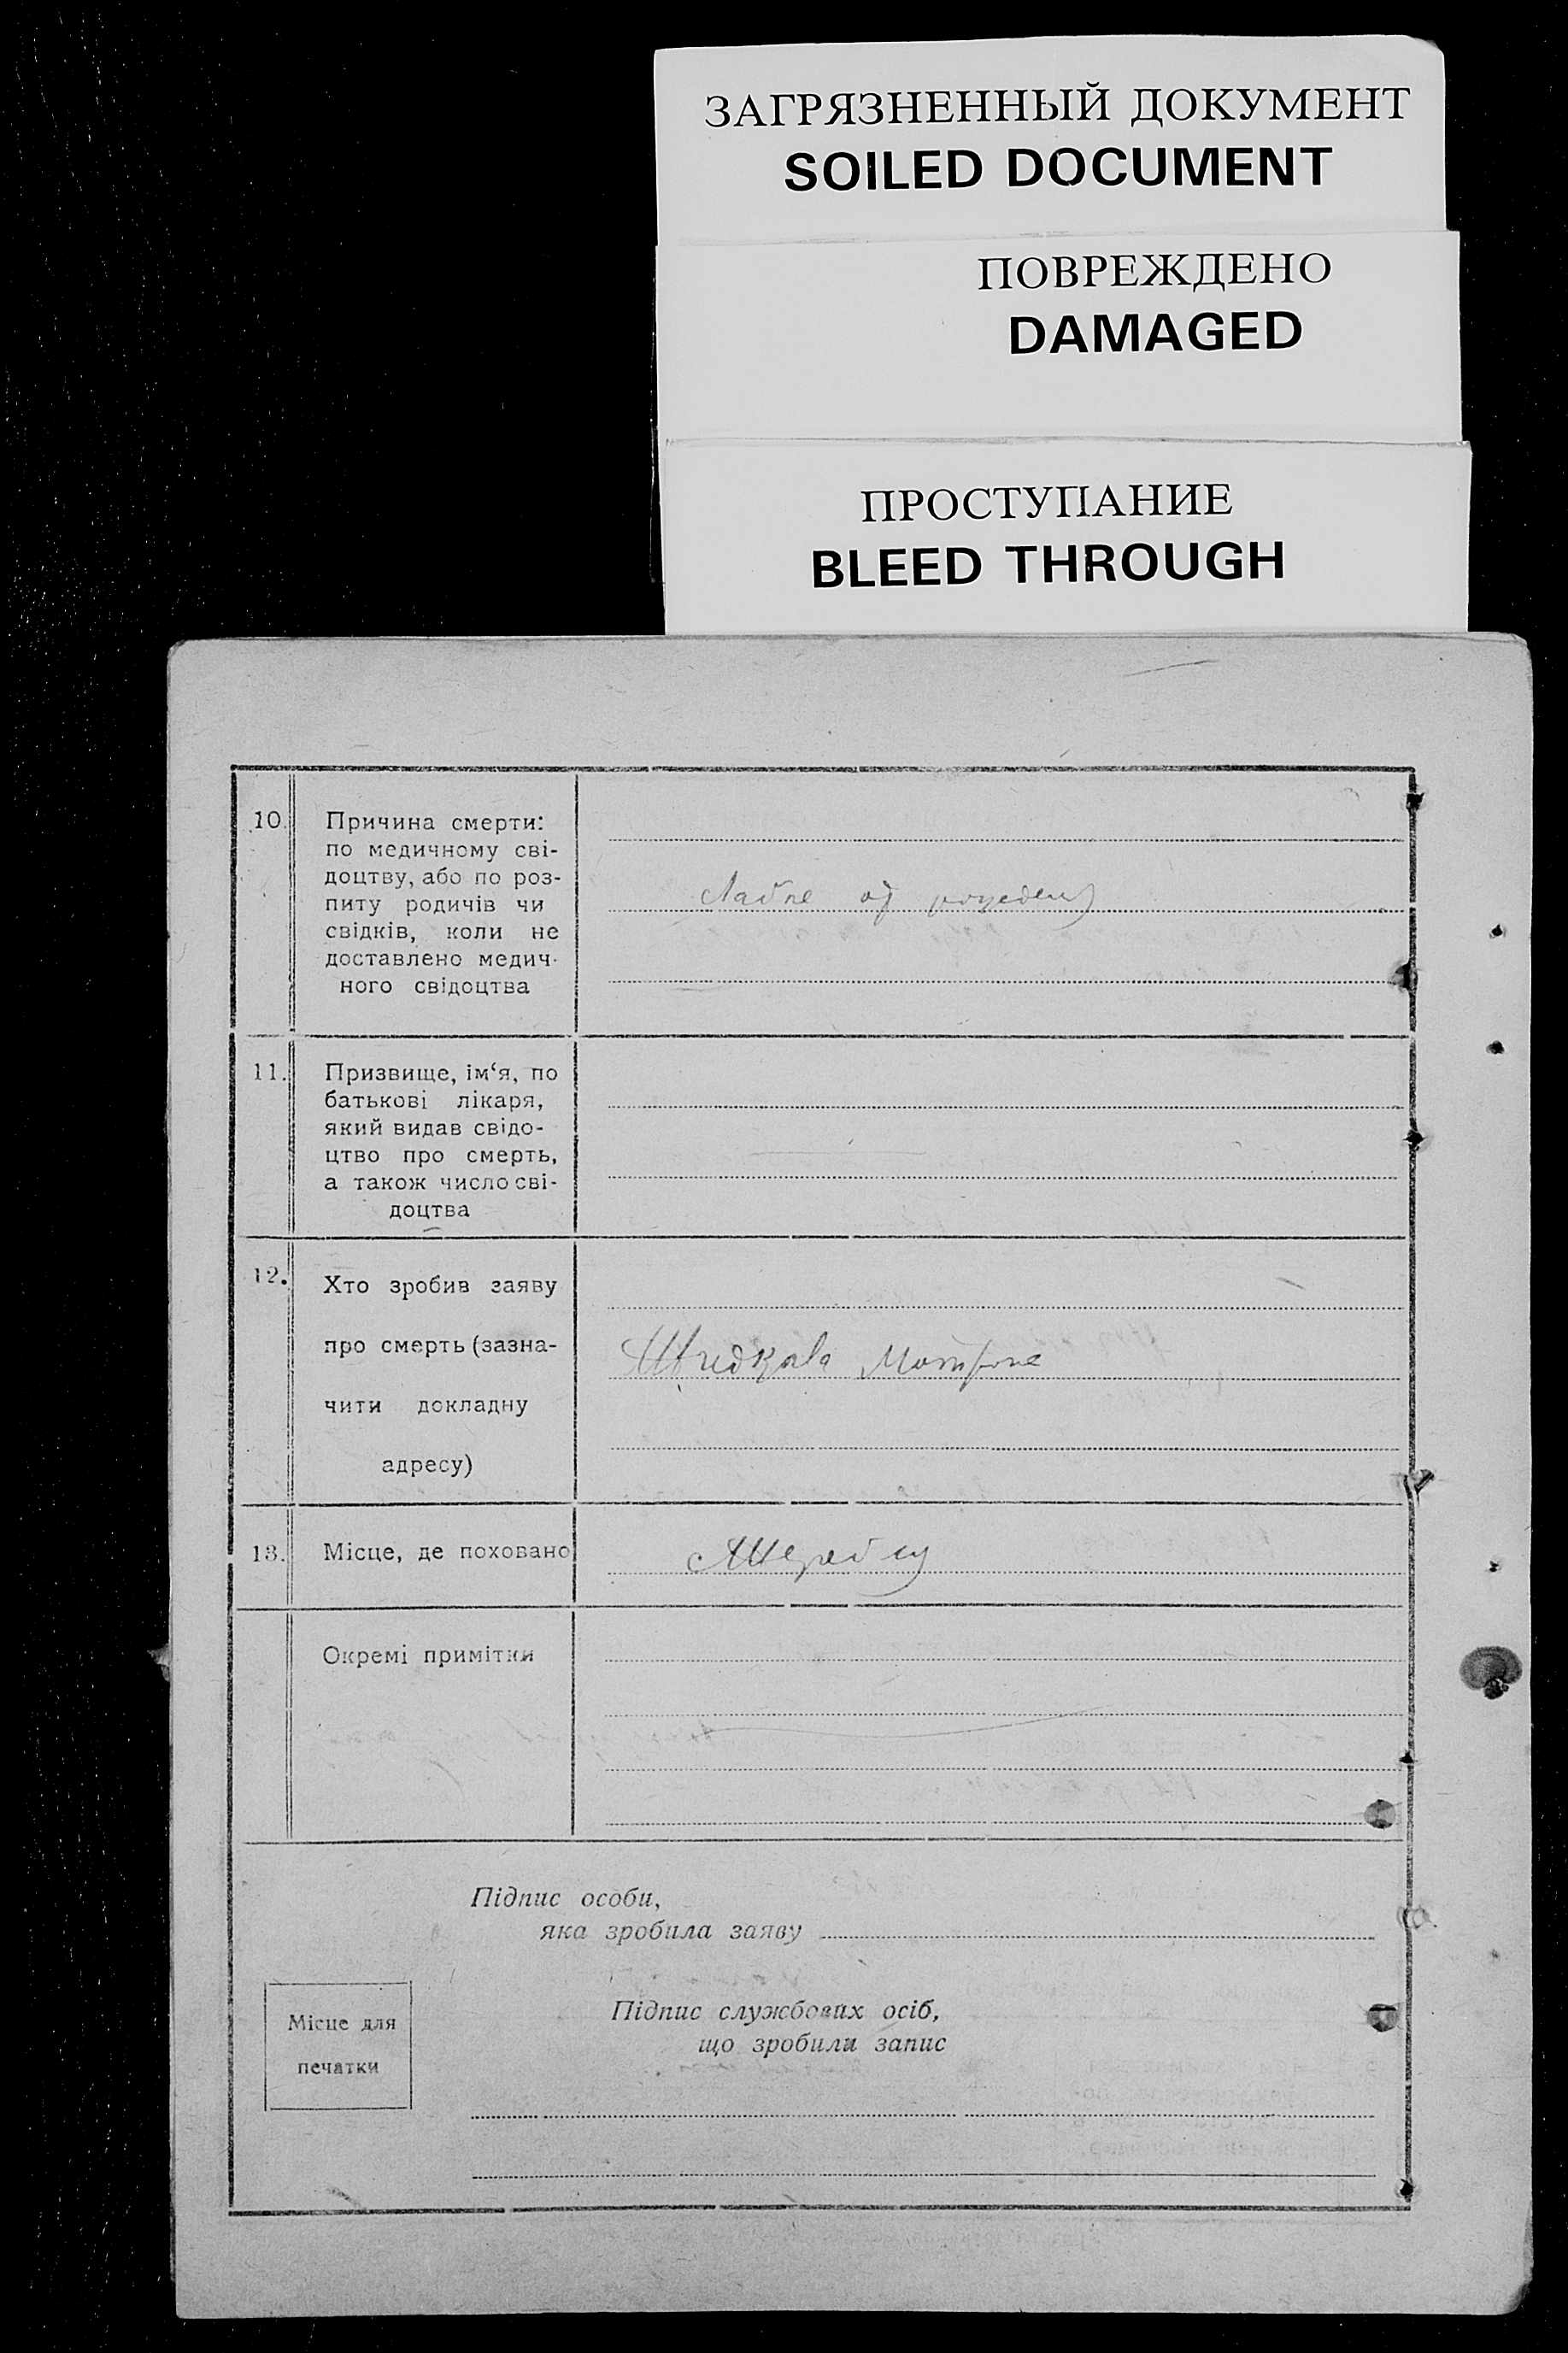 ЗАГРЯЗНЕННЫЙ ДОКУМЕНТ
SOILED DOCUMENT
ПОВРЕЖДЕНО
DAMAGED
ПРОСТУПАНИЕ
BLEED THROUGH
10. Причина смерти:
по медичному сві-
доцтву, або по роз-
питу родичів чи
свідків, коли не
доставлено медич-
ного свідоцтва
11. Призвище, ім‘я, по
батькові лікаря,
який видав свідо-
цтво про смерть,
а також число сві-
доцтва
12. Хто зробив заяву
про смерть (зазна-
чити докладну
адресу)
13. Місце, де поховано
Окремі примітки
Підпис особи,
яка зробила заяву
Місце для
печатки
Підпис службових осіб,
що зробили запис